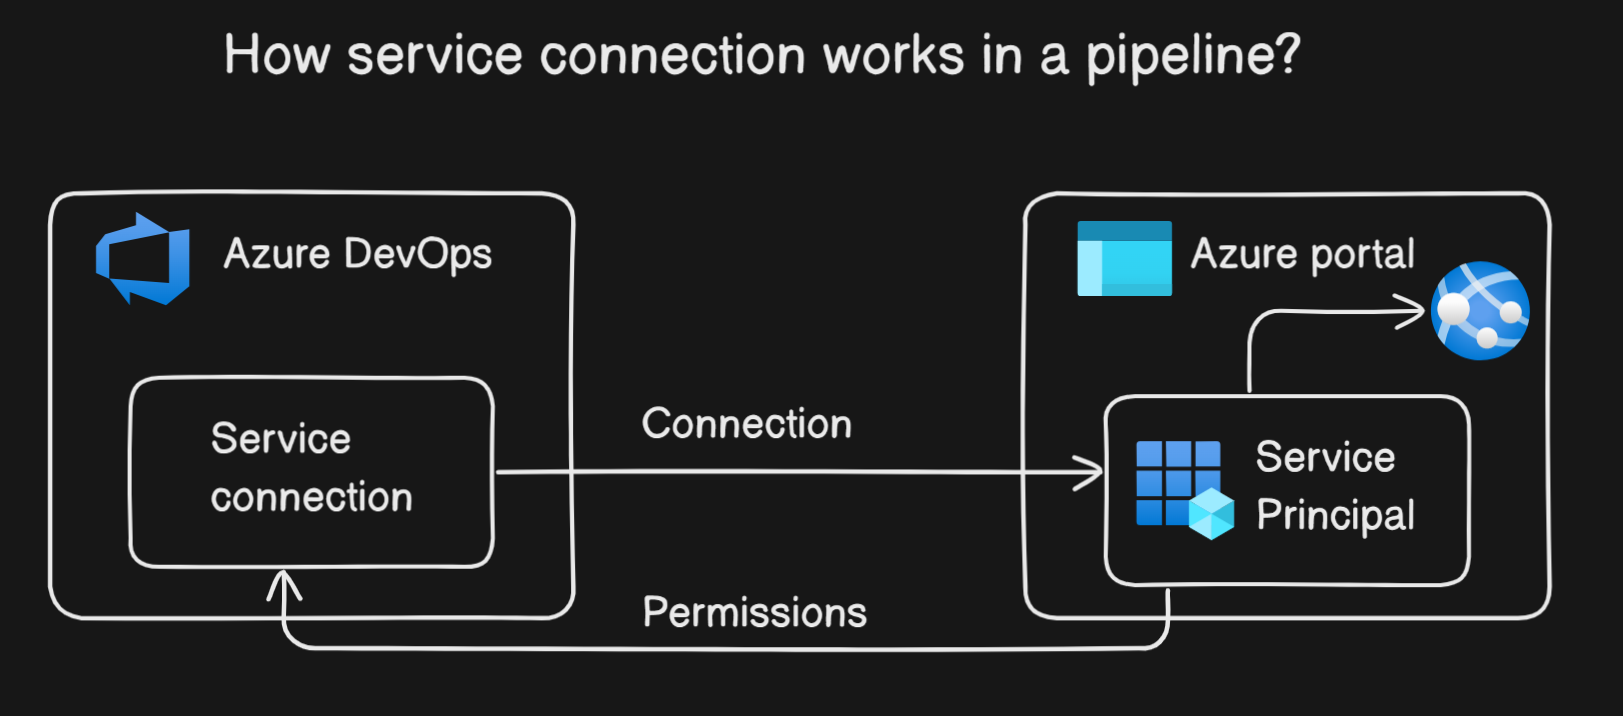 How service connection works in a pipeline?
Azure DevOps
Service
connection
Connection
Permissions
Azure portal
Service
Principal